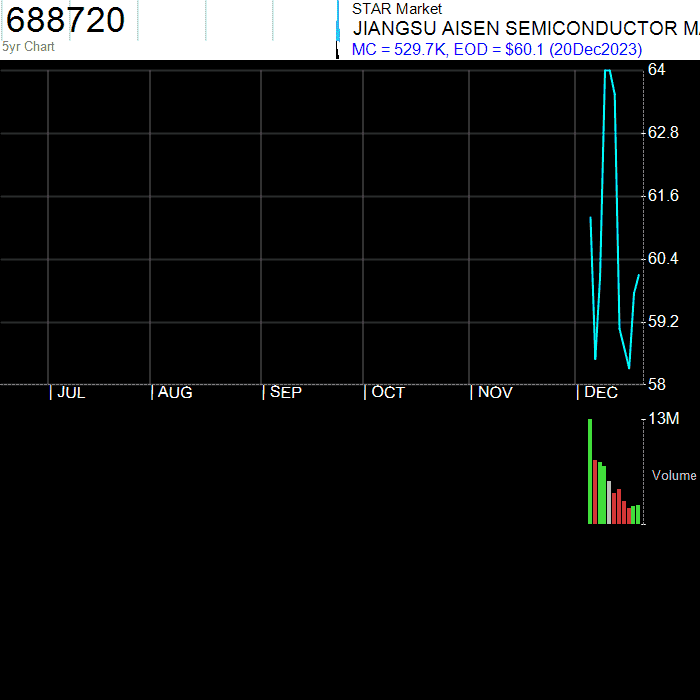 688720
5yr Chart
STAR Market
JIANGSU AISEN SEMICONDUCTOR M
MC = 529.7K, EOD = $60.1 (20Dec2023)
64
62.8
61.6
60.4
59.2
58
| JUL | AUG | SEP | OCT | NOV | DEC
13M
Volume